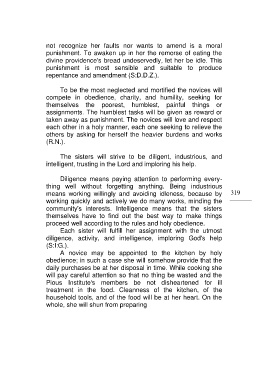 not recognize her faults nor wants to amend is a moral
punishment. To awaken up in her the remorse of eating the
divine providence's bread undeservedly, let her be idle. This
punishment is most sensible and suitable to produce
repentance and amendment (S:D.D.Z.).
To be the most neglected and mortified the novices will
compete in obedience, charity, and humility, seeking for
themselves the poorest, humblest, painful things or
assignments. The humblest tasks will be given as reward or
taken away as punishment. The novices will love and respect
each other in a holy manner, each one seeking to relieve the
others by asking for herself the heavier burdens and works
(R.N.).
The sisters will strive to be diligent, industrious, and
intelligent, trusting in the Lord and imploring his help.
Diligence means paying attention to performing every-
thing well without forgetting anything. Being industrious
means working willingly and avoiding idleness, because by
working quickly and actively we do many works, minding the
community's interests. Intelligence means that the sisters
themselves have to find out the best way to make things
proceed well according to the rules and holy obedience.
Each sister will fulfill her assignment with the utmost
diligence, activity, and intelligence, imploring God's help
(S:I:G.).
A novice may be appointed to the kitchen by holy
obedience; in such a case she will somehow provide that the
daily purchases be at her disposal in time. While cooking she
will pay careful attention so that no thing be wasted and the
Pious Institute's members be not disheartened for ill
treatment in the food. Cleanness of the kitchen, of the
household tools, and of the food will be at her heart. On the
whole, she will shun from preparing
319